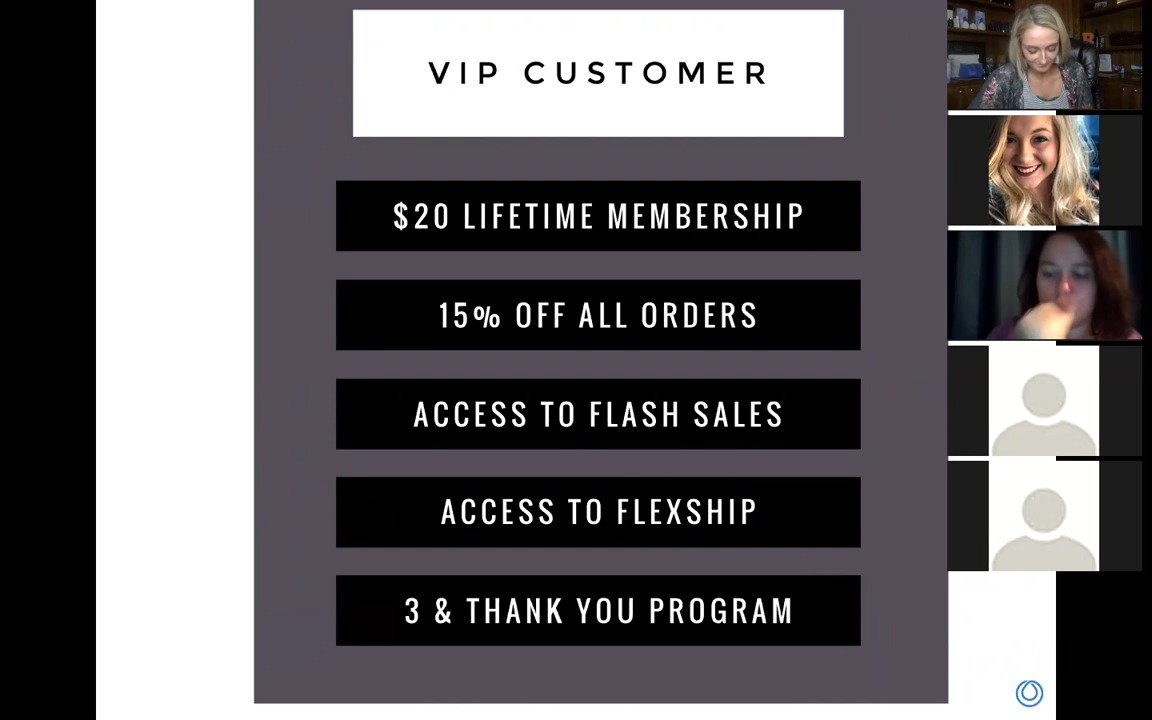 VIP CUSTOMER
$20 LIFETIME MEMBERSHIP
15% OFF ALL ORDERS
ACCESS TO FLASH SALES
ACCESS TO FLEXSHIP
3 & THANK YOU PROGRAM